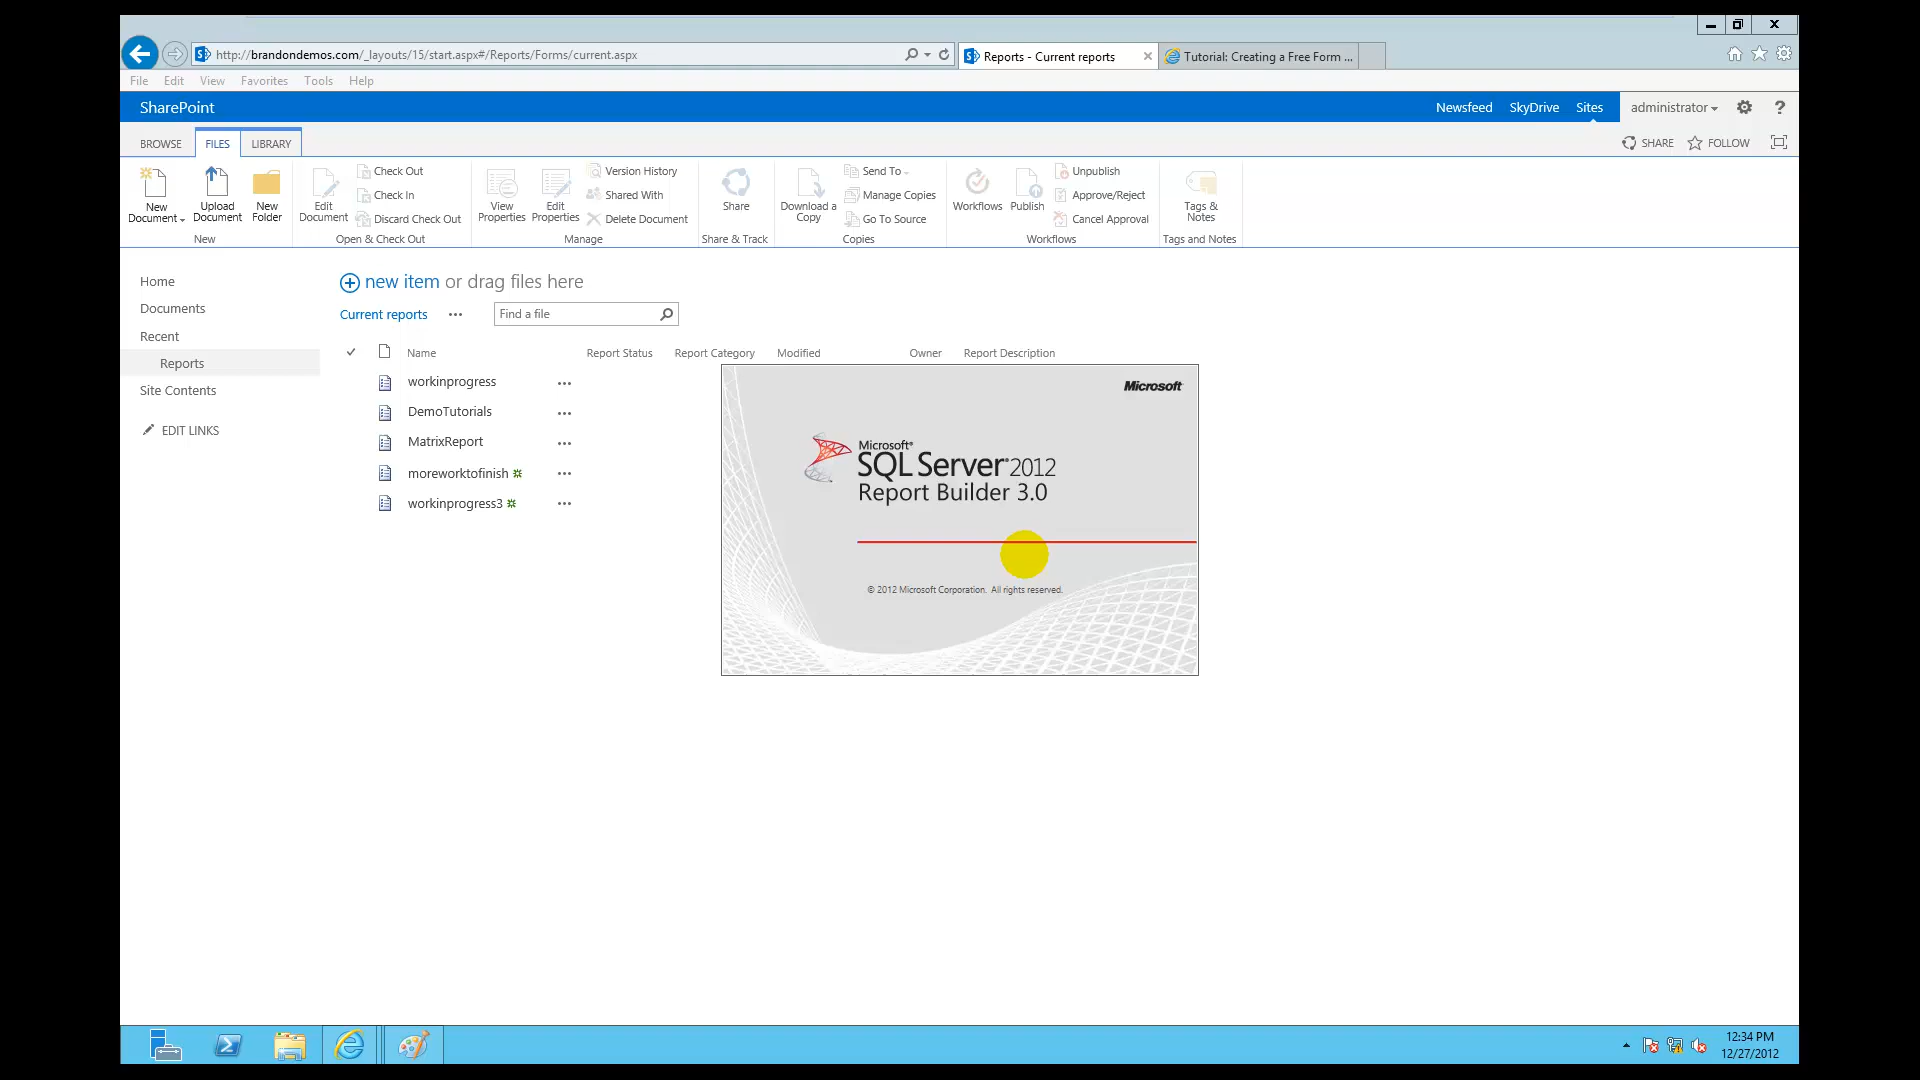 http://brandondemos.com/_layouts/15/start.aspx#/Reports/Forms/current.aspx
Reports - Current reports
Tutorial: Creating a Free Form ...
File Edit View Favorites Tools Help
SharePoint
Newsfeed SkyDrive Sites administrator ?
BROWSE FILES LIBRARY
SHARE FOLLOW
New Document
Upload Document
New Folder
New
Edit Document
Check Out
Check In
Discard Check Out
Open & Check Out
View Properties
Edit Properties
Version History
Shared With
Delete Document
Manage
Share
Share & Track
Download a Copy
Send To
Manage Copies
Go To Source
Copies
Workflows
Publish
Unpublish
Approve/Reject
Cancel Approval
Workflows
Tags & Notes
Tags and Notes
Home
Documents
Recent
Reports
Site Contents
EDIT LINKS
new item or drag files here
Current reports ...
Find a file
Name Report Status Report Category Modified Owner Report Description
workinprogress ...
DemoTutorials ...
MatrixReport ...
moreworktofinish ...
workinprogress3 ...
Microsoft
Microsoft®
SQL Server® 2012
Report Builder 3.0
© 2012 Microsoft Corporation. All rights reserved.
12:34 PM
12/27/2012